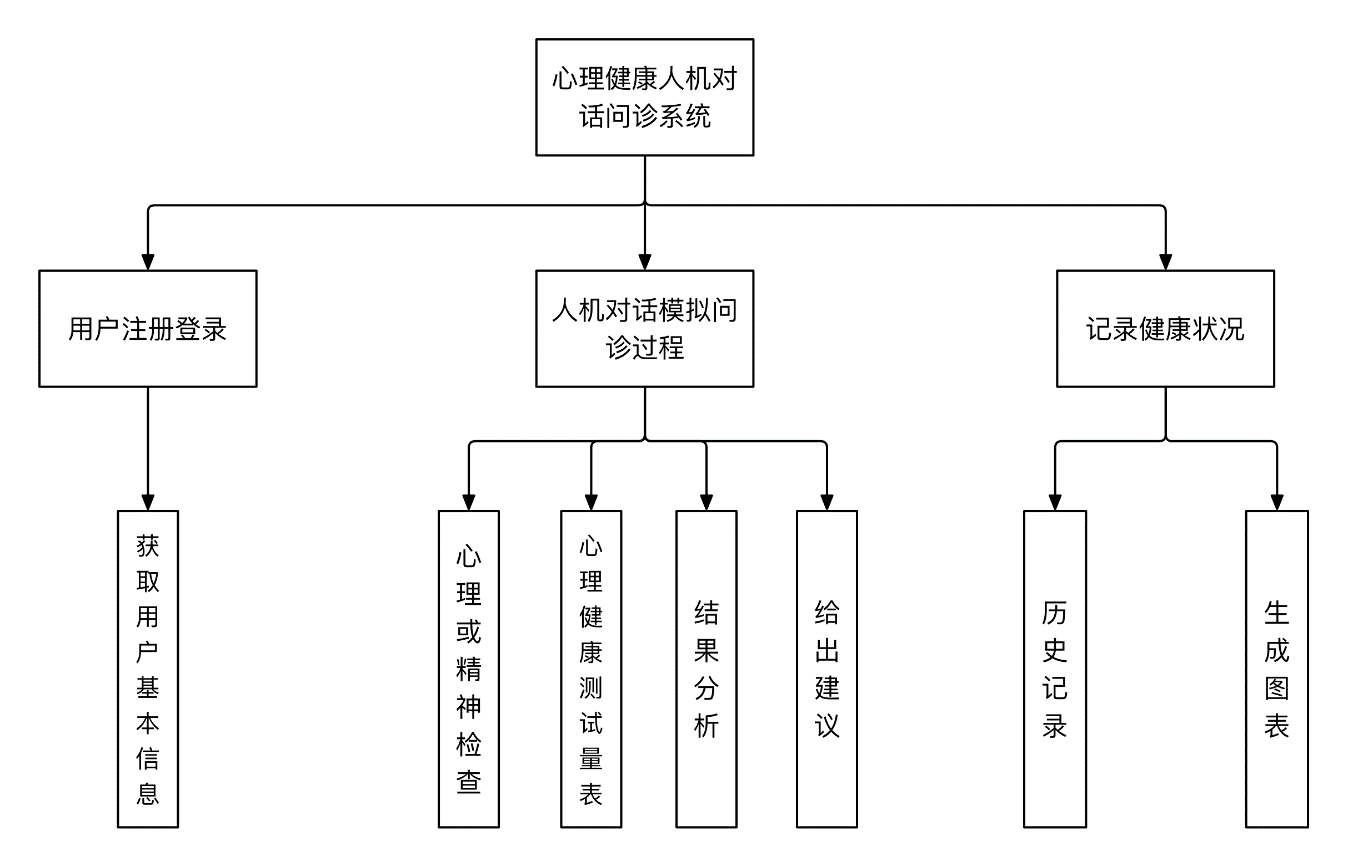 心理健康人机对
话问诊系统
用户注册登录
人机对话模拟问
诊过程
记录健康状况
获取用户基本信息
心理或精神检查
心理健康测试量表
结果分析
给出建议
历史记录
生成图表